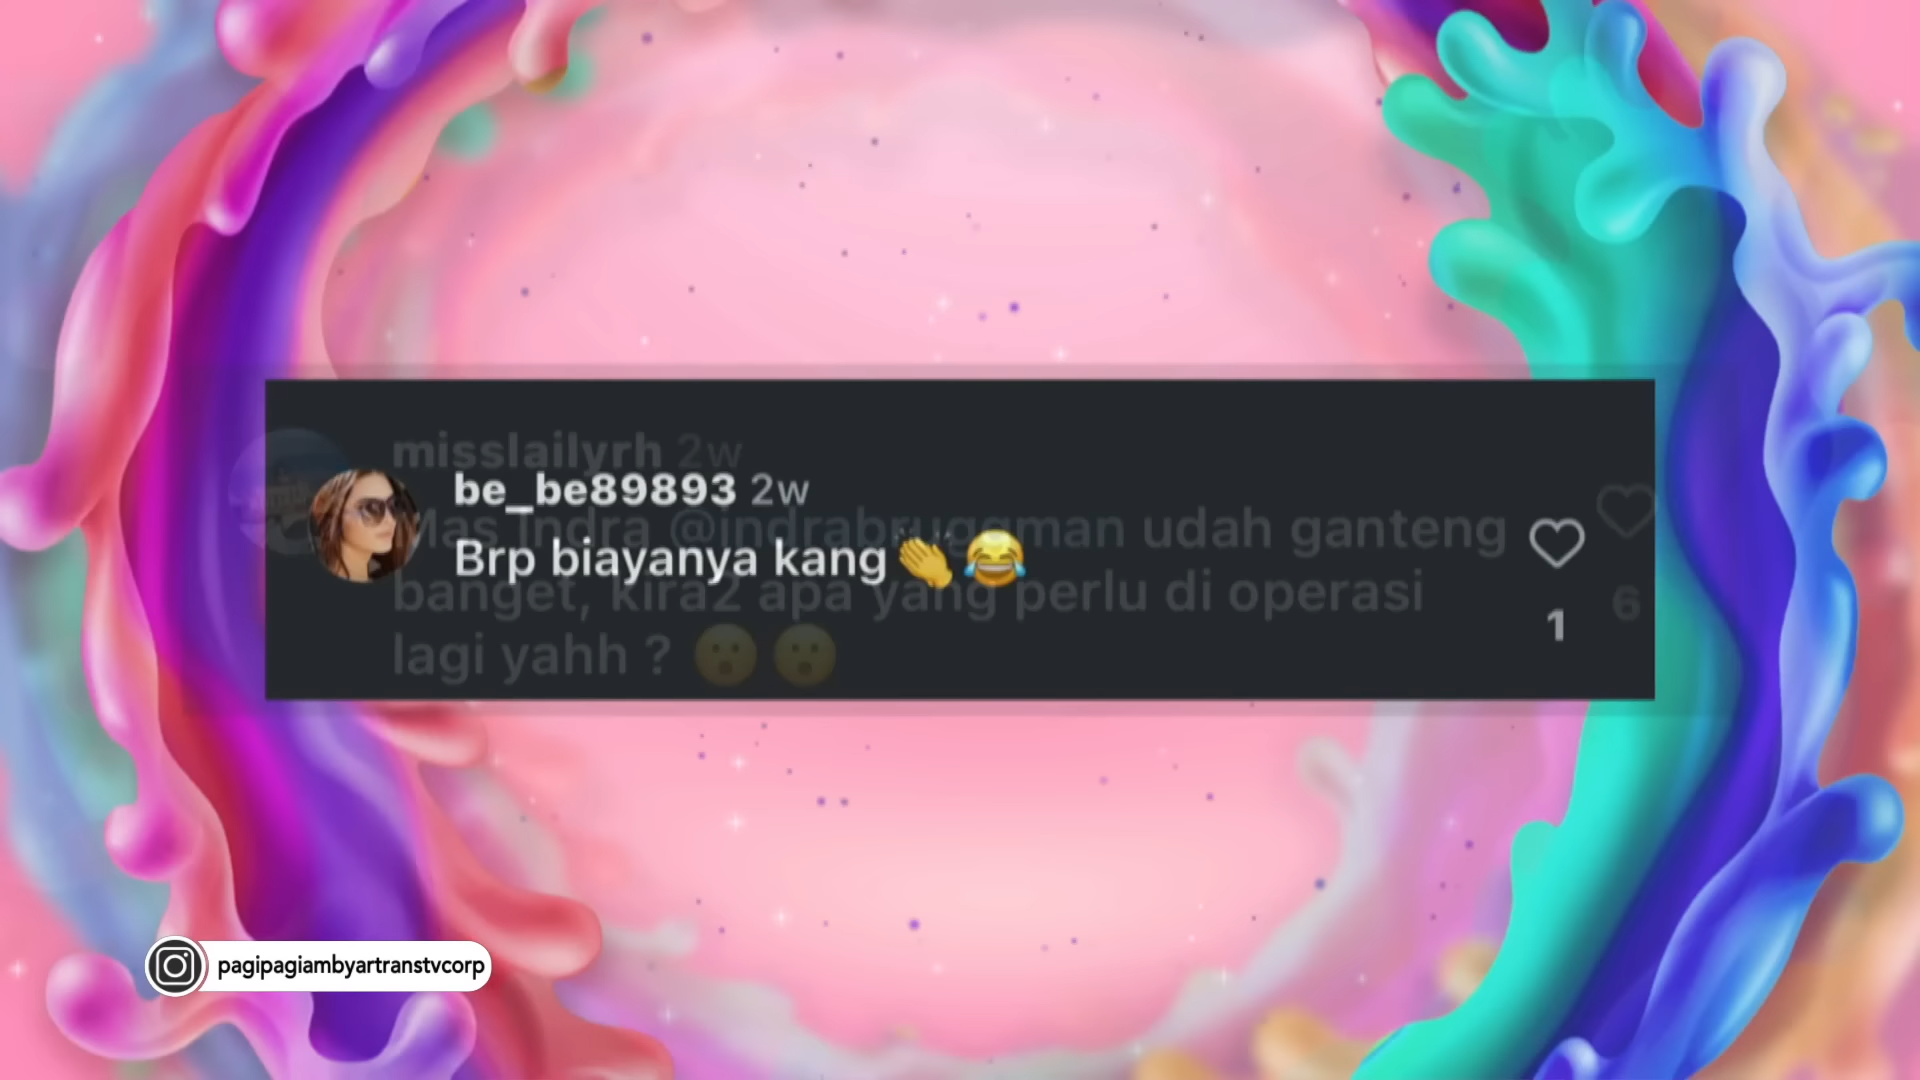 misslailyrh 2w
Mas Indra @indrabruggman udah ganteng
banget, kira2 apa yang perlu di operasi
lagi yahh ? 😮 😮
6
be_be89893 2w
Brp biayanya kang 👏 😂
1
pagipagiambyartranstvcorp